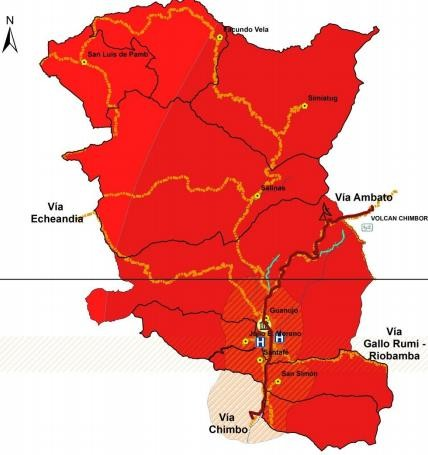 N
Facundo Vela
San Luis de Pamb
Simiatug
Salinas
Vía
Echeandia
Vía Ambato
VOLCAN CHIMBOR
Guanujo
Vía
Gallo Rumi -
Riobamba
Moreno
H
H
Santafé
San Simón
Vía
Chimbo